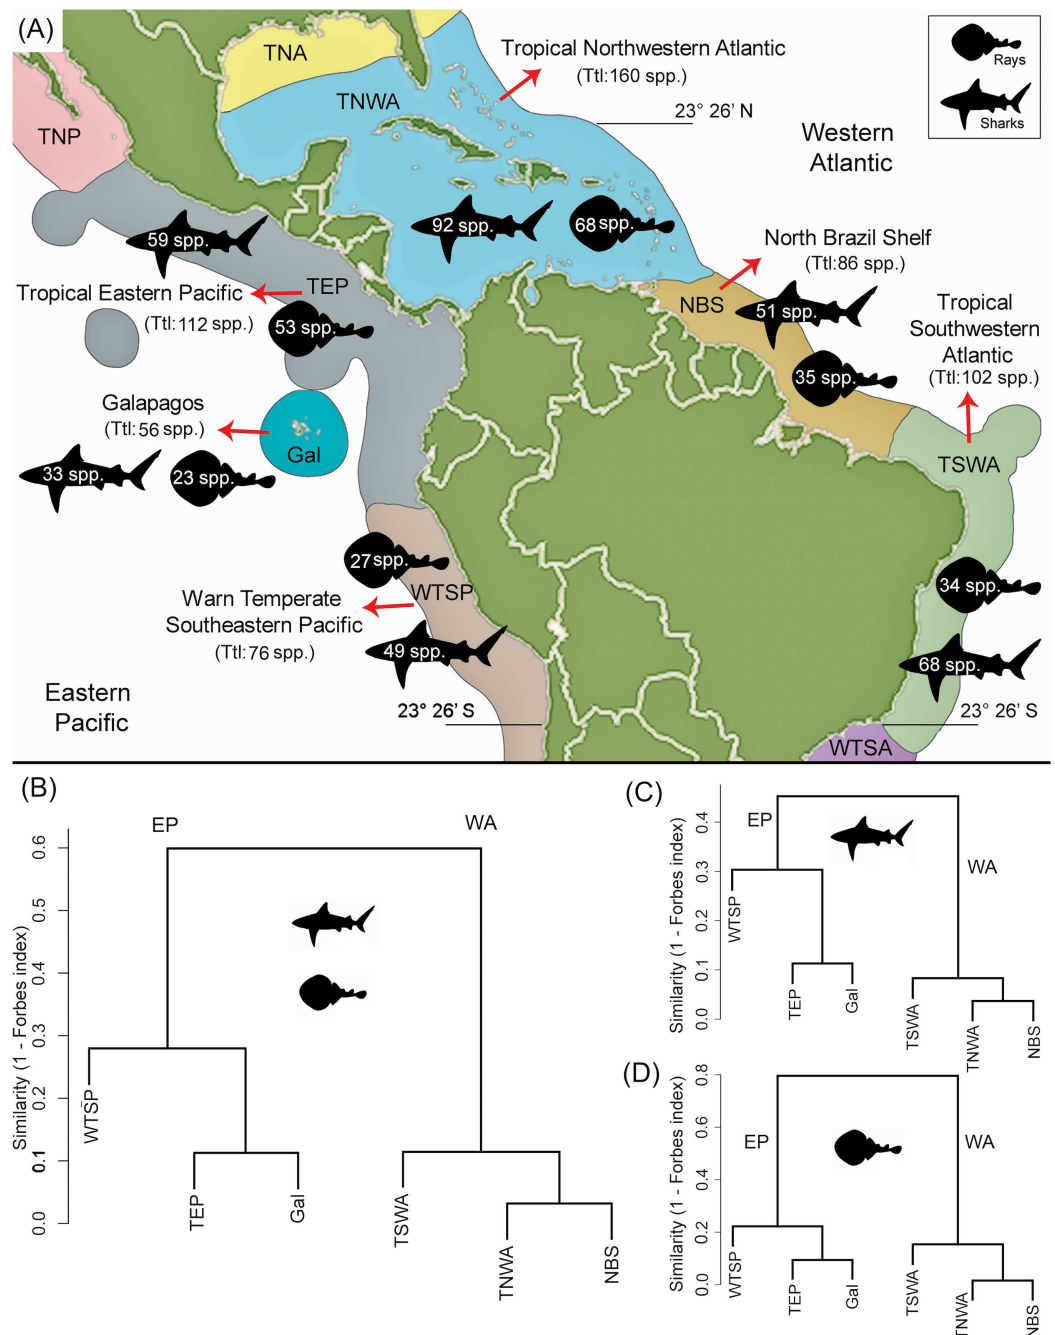 (A)
TNA
Tropical Northwestern Atlantic
(Ttl:160 spp.)
Rays
Sharks
TNWA
23° 26’ N
TNP
Western
Atlantic
59 spp.
92 spp.
68 spp.
North Brazil Shelf
(Ttl:86 spp.)
Tropical Eastern Pacific
TEP
(Ttl:112 spp.)
53 spp.
NBS
51 spp.
Tropical
Southwestern
Atlantic
(Ttl:102 spp.)
35 spp.
Galapagos
(Ttl:56 spp.)
Gal
33 spp.
23 spp.
TSWA
27 spp.
WTSP
34 spp.
Warn Temperate
Southeastern Pacific
(Ttl:76 spp.)
49 spp.
68 spp.
Eastern
Pacific
23° 26’ S
23° 26’ S
WTSA
(B)
EP
WA
Similarity (1 - Forbes index)
0.6
0.5
0.4
0.3
0.2
0.1
0.0
WTSP
TEP
Gal
TSWA
TNWA
NBS
(C)
EP
WA
Similarity (1 - Forbes index)
0.4
0.3
0.2
0.1
0.0
WTSP
TEP
Gal
TSWA
TNWA
NBS
(D)
EP
WA
Similarity (1 - Forbes index)
0.8
0.6
0.4
0.2
0.0
WTSP
TEP
Gal
TSWA
TNWA
NBS